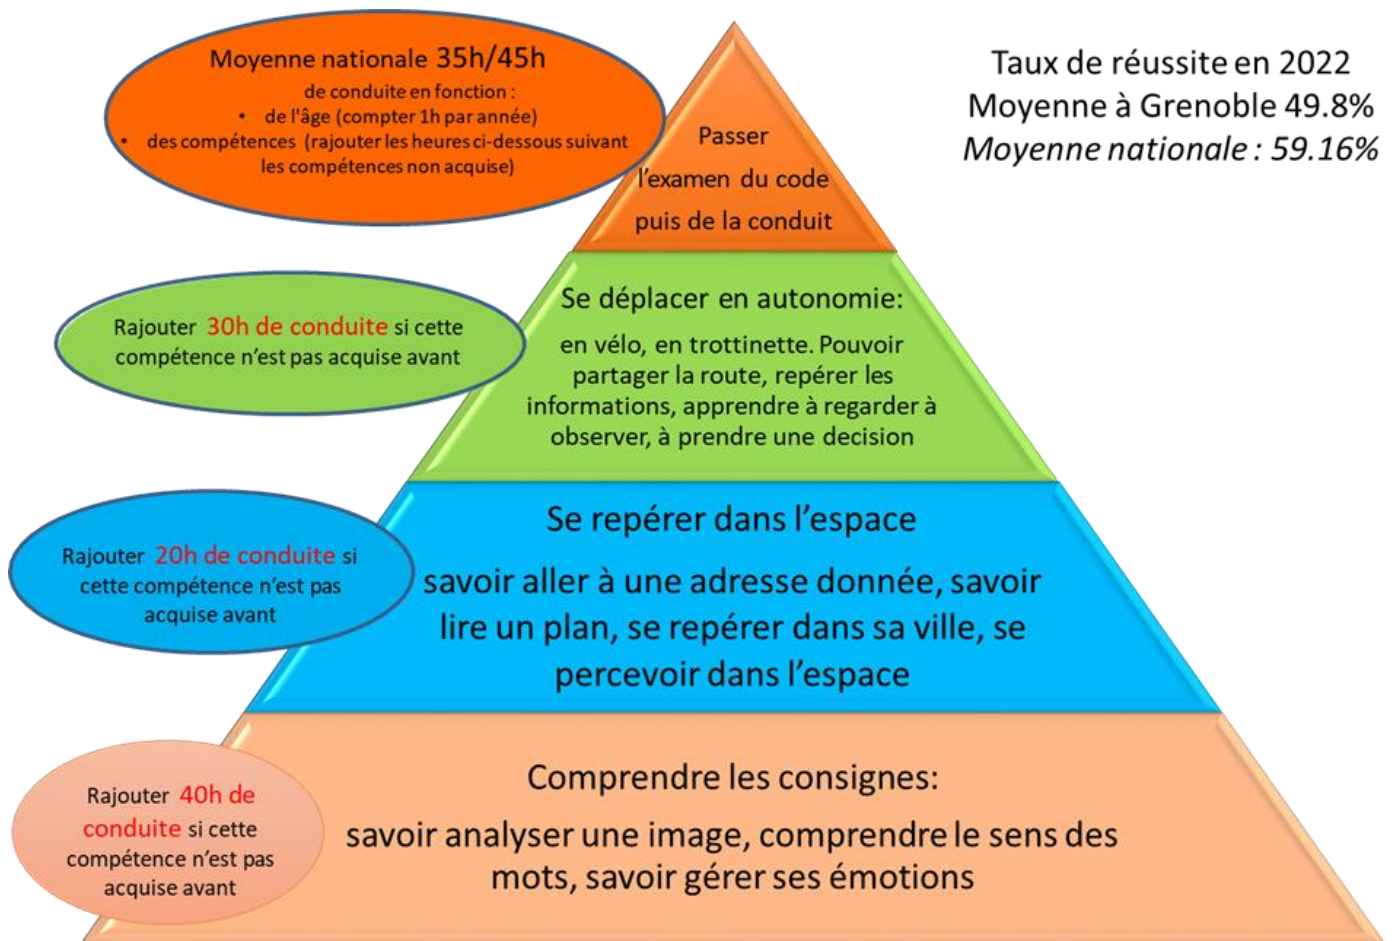 Moyenne nationale 35h/45h
de conduite en fonction :
• de l'âge (compter 1h par année)
• des compétences (rajouter les heures ci-dessous suivant
les compétences non acquise)
Passer
l’examen du code
puis de la conduit
Taux de réussite en 2022
Moyenne à Grenoble 49.8%
Moyenne nationale : 59.16%
Rajouter 30h de conduite si cette
compétence n’est pas acquise avant
Se déplacer en autonomie:
en vélo, en trottinette. Pouvoir
partager la route, repérer les
informations, apprendre à regarder à
observer, à prendre une decision
Rajouter 20h de conduite si
cette compétence n’est pas
acquise avant
Se repérer dans l’espace
savoir aller à une adresse donnée, savoir
lire un plan, se repérer dans sa ville, se
percevoir dans l’espace
Rajouter 40h de
conduite si cette
compétence n’est pas
acquise avant
Comprendre les consignes:
savoir analyser une image, comprendre le sens des
mots, savoir gérer ses émotions